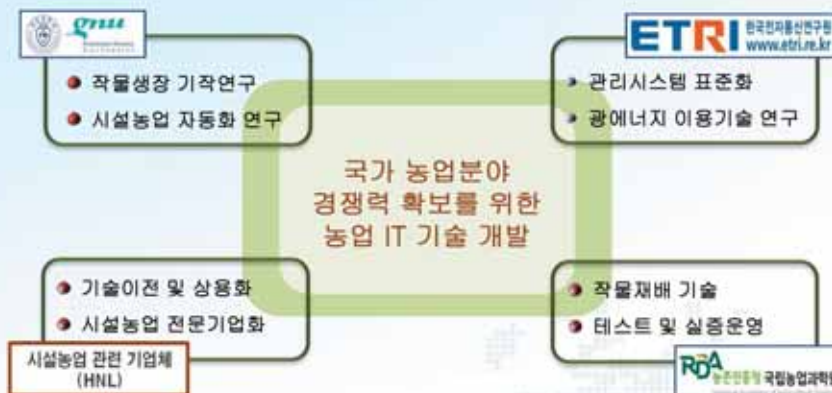 gnu
작물생장 기작연구
시설농업 자동화 연구
ETRI 한국전자통신연구원
www.etri.re.kr
관리시스템 표준화
광에너지 이용기술 연구
국가 농업분야
경쟁력 확보를 위한
농업 IT 기술 개발
기술이전 및 상용화
시설농업 전문기업화
시설농업 관련 기업체
(HNL)
작물재배 기술
테스트 및 실증운영
RDA 농촌진흥청 국립농업과학원